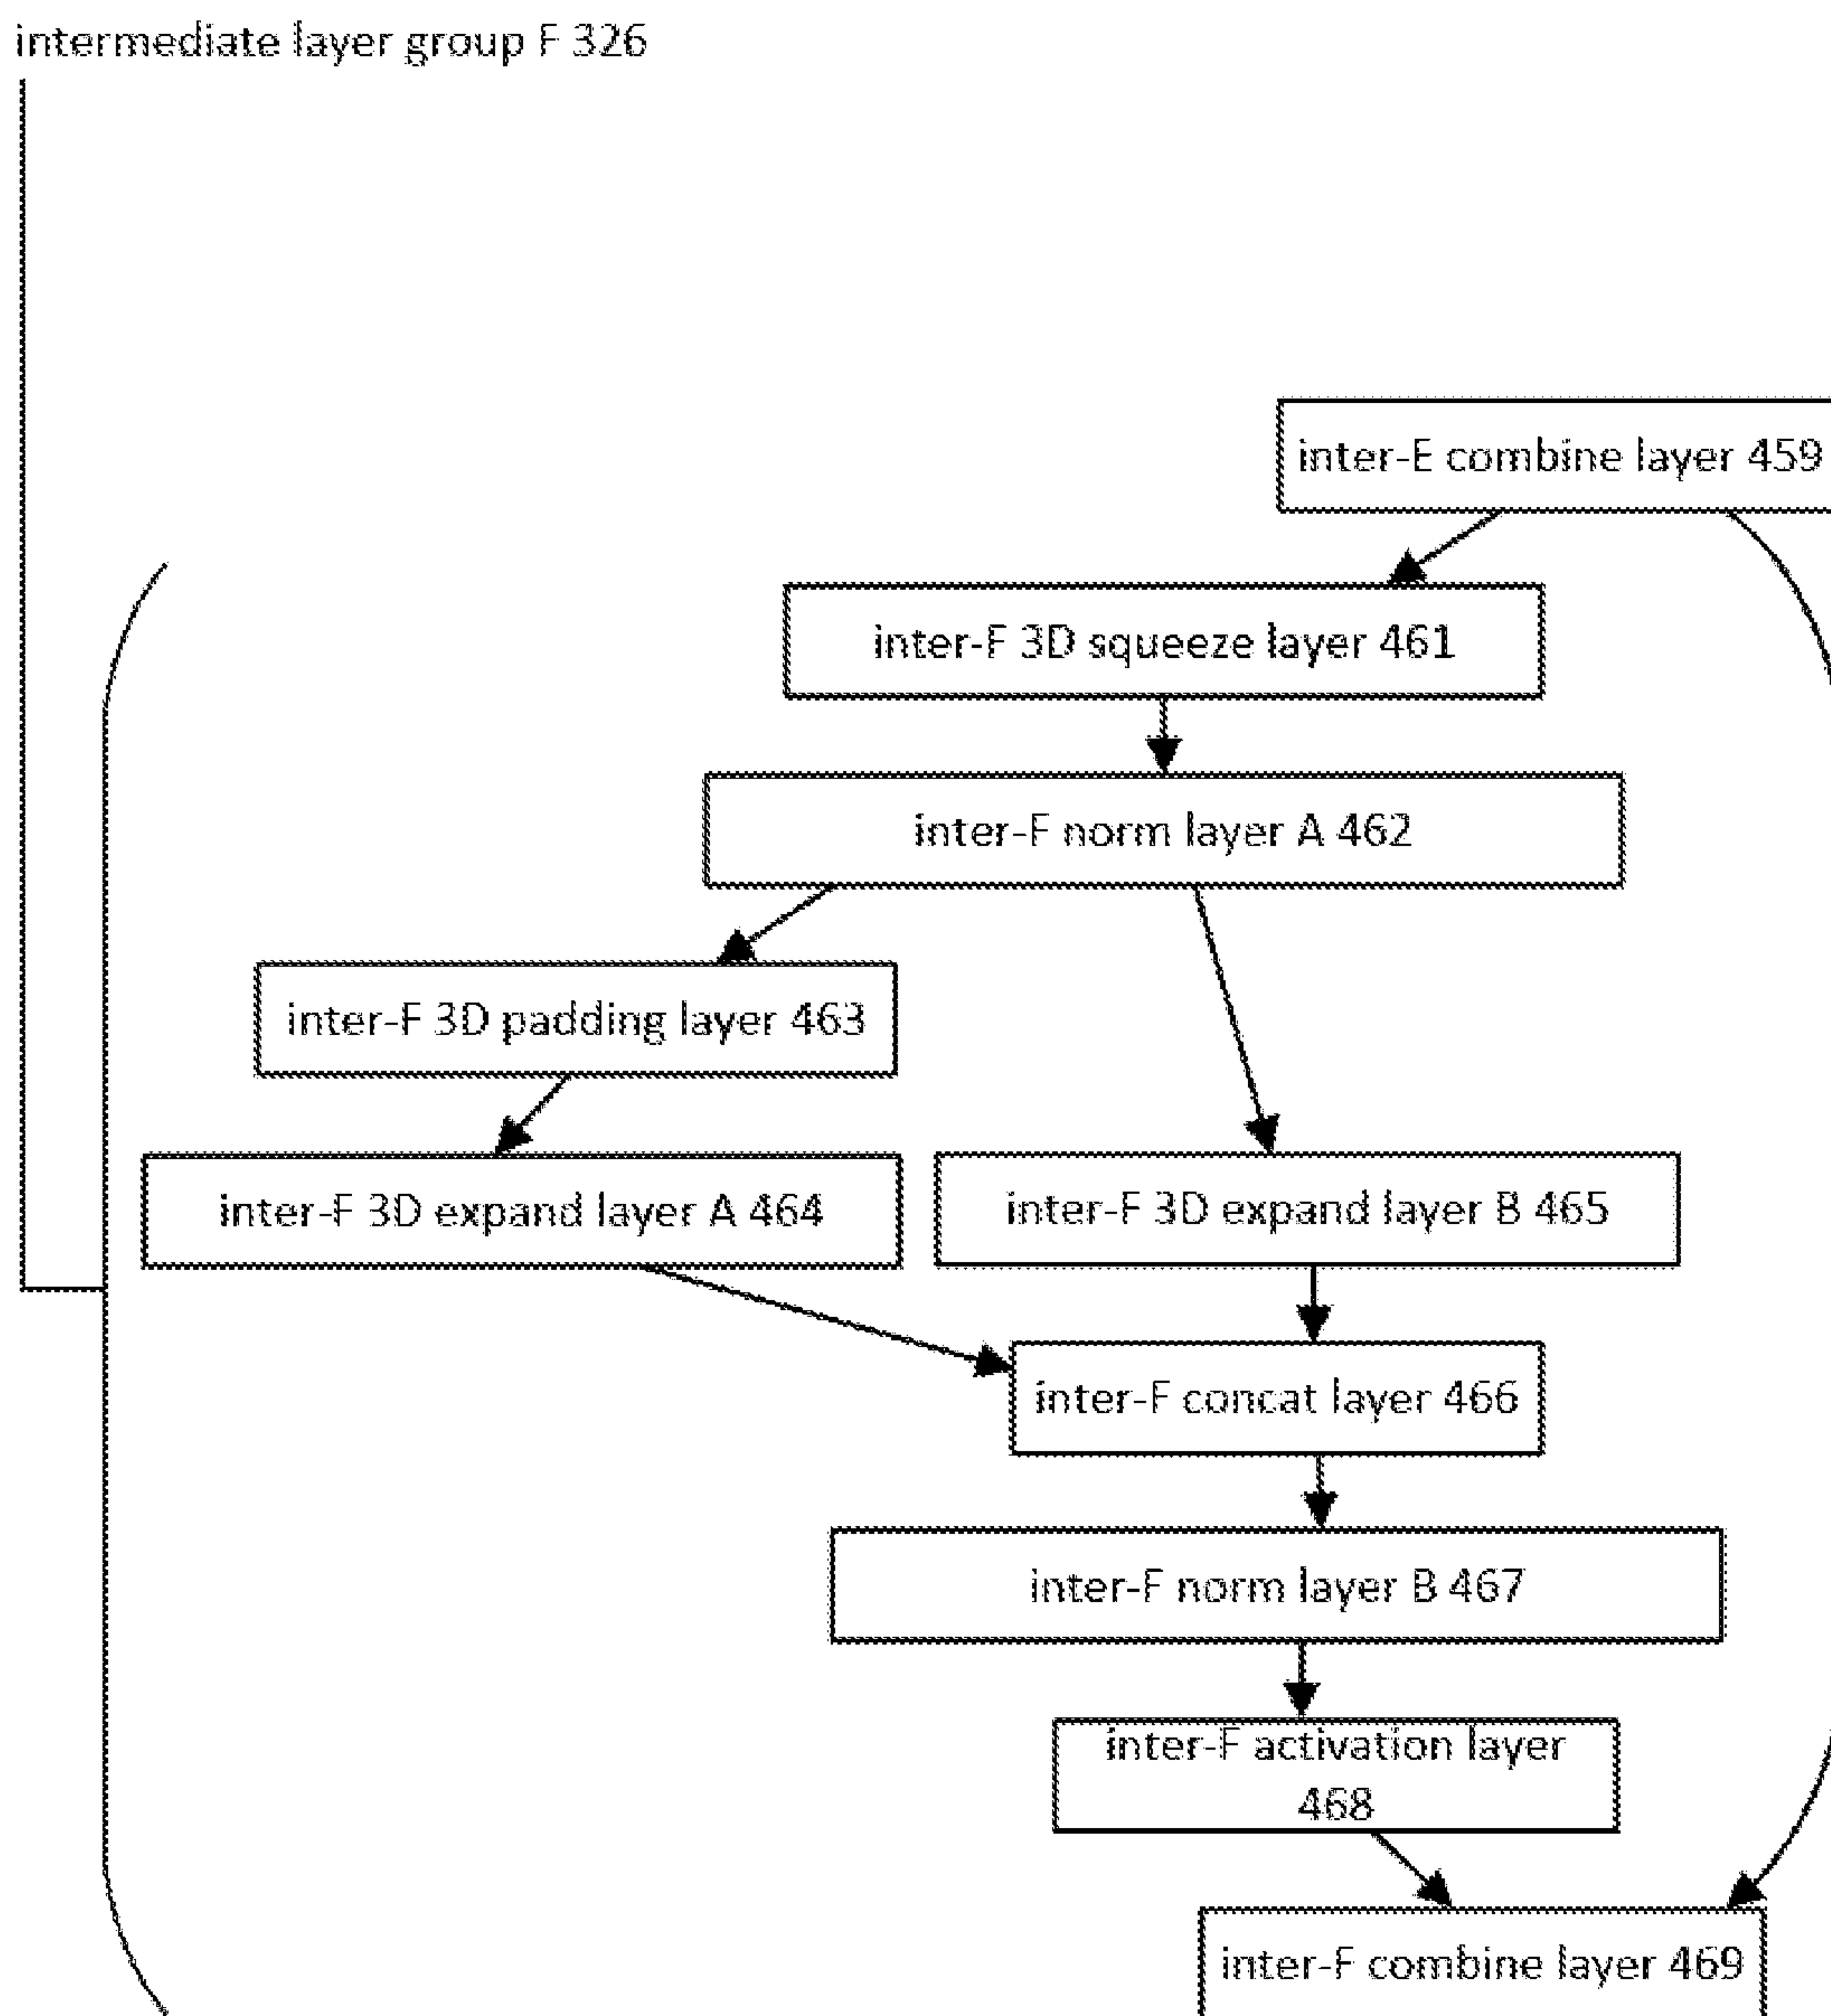 intermediate layer group F 326
inter-E combine layer 459
inter-F 3D squeeze layer 461
inter-F norm layer A 462
inter-F 3D padding layer 463
inter-F 3D expand layer A 464
inter-F 3D expand layer B 465
inter-F concat layer 466
inter-F norm layer B 467
inter-F activation layer
468
inter-F combine layer 469